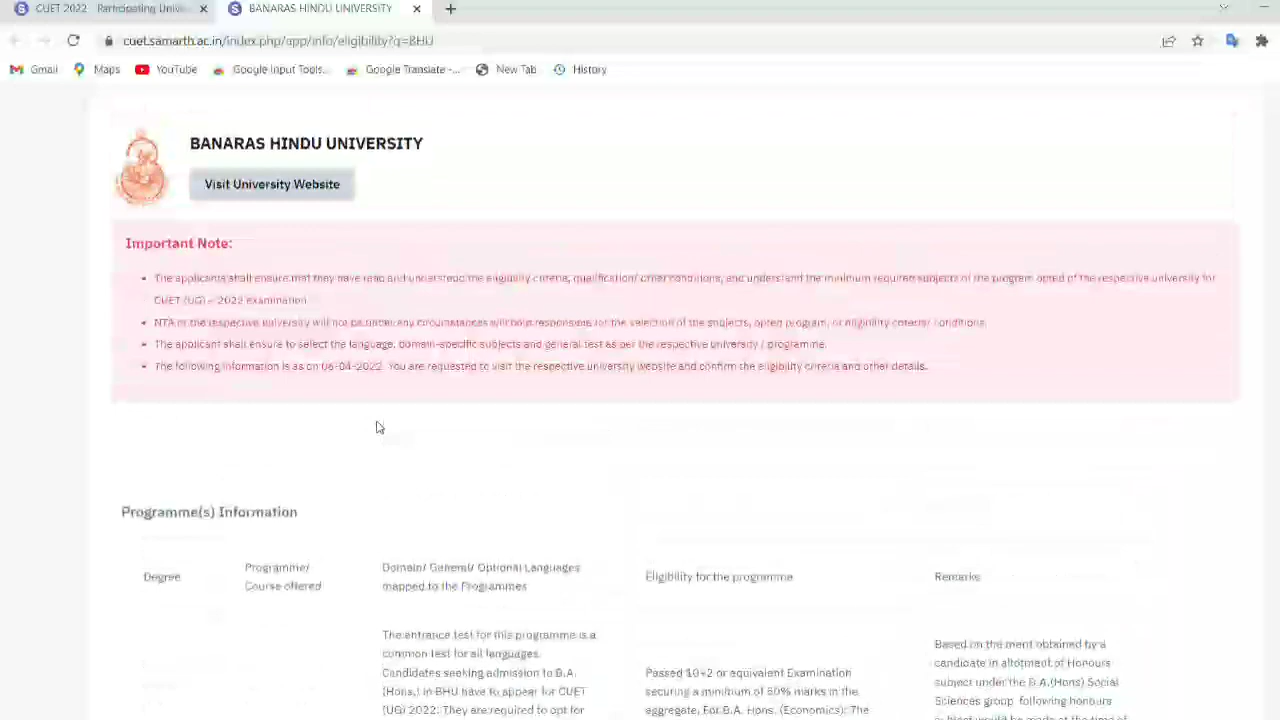 CUET 2022 - Participating Unive
BANARAS HINDU UNIVERSITY
cuet.samarth.ac.in/index.php/app/info/eligibility?q=BHU
Gmail Maps YouTube Google Input Tools... Google Translate -... New Tab History
BANARAS HINDU UNIVERSITY
Visit University Website
Important Note:
The applicants shall ensure that they have read and understood the eligibility criteria, qualification/ other conditions, and understand the minimum required subjects of the program opted of the respective university for
CUET (UG) – 2022 examination
NTA or the respective university will not be under any circumstances will hold responsible for the selection of the subjects, opted program, or eligibility criteria/ conditions.
The applicant shall ensure to select the language, domain-specific subjects and general test as per the respective university / programme.
The following information is as on 06-04-2022. You are requested to visit the respective university website and confirm the eligibility criteria and other details.
Programme(s) Information
Degree
Programme/
Course offered
Domain/ General/ Optional Languages
mapped to the Programmes
Eligibility for the programme
Remarks
The entrance test for this programme is a
common test for all languages.
Candidates seeking admission to B.A.
(Hons.) in BHU have to appear for CUET
(UG) 2022: They are required to opt for
Passed 10+2 or equivalent Examination
securing a minimum of 50% marks in the
aggregate. For B.A. Hons. (Economics): The
Based on the merit obtained by a
candidate in allotment of Honours
subject under the B.A.(Hons) Social
Sciences group following honours